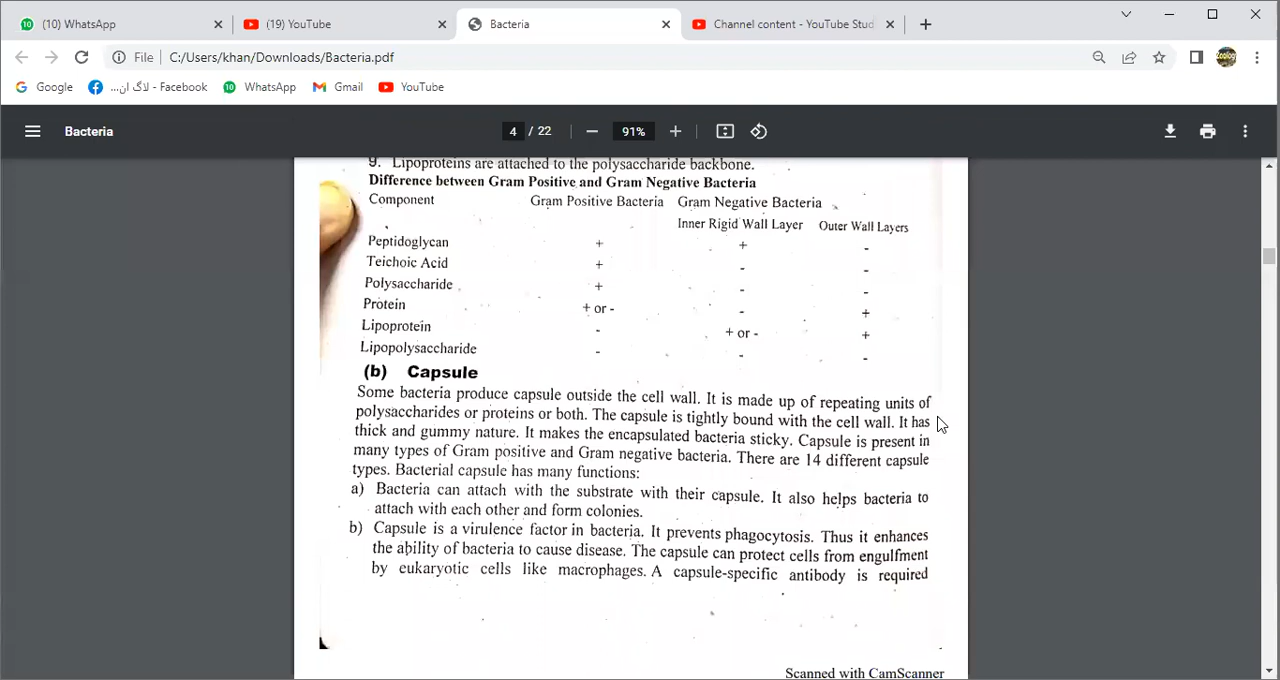 (10) WhatsApp
(19) YouTube
Bacteria
Channel content - YouTube Stud
File
C:/Users/khan/Downloads/Bacteria.pdf
Google
لاگ ان... - Facebook
WhatsApp
Gmail
YouTube
Bacteria
4 / 22
91%
9. Lipoproteins are attached to the polysaccharide backbone.
Difference between Gram Positive and Gram Negative Bacteria
Component Gram Positive Bacteria Gram Negative Bacteria
Inner Rigid Wall Layer Outer Wall Layers
Peptidoglycan + + -
Teichoic Acid + - -
Polysaccharide + - -
Protein + or - - +
Lipoprotein - + or - +
Lipopolysaccharide - - -
(b) Capsule
Some bacteria produce capsule outside the cell wall. It is made up of repeating units of
polysaccharides or proteins or both. The capsule is tightly bound with the cell wall. It has
thick and gummy nature. It makes the encapsulated bacteria sticky. Capsule is present in
many types of Gram positive and Gram negative bacteria. There are 14 different capsule
types. Bacterial capsule has many functions:
a) Bacteria can attach with the substrate with their capsule. It also helps bacteria to
attach with each other and form colonies.
b) Capsule is a virulence factor in bacteria. It prevents phagocytosis. Thus it enhances
the ability of bacteria to cause disease. The capsule can protect cells from engulfment
by eukaryotic cells like macrophages. A capsule-specific antibody is required
Scanned with CamScanner